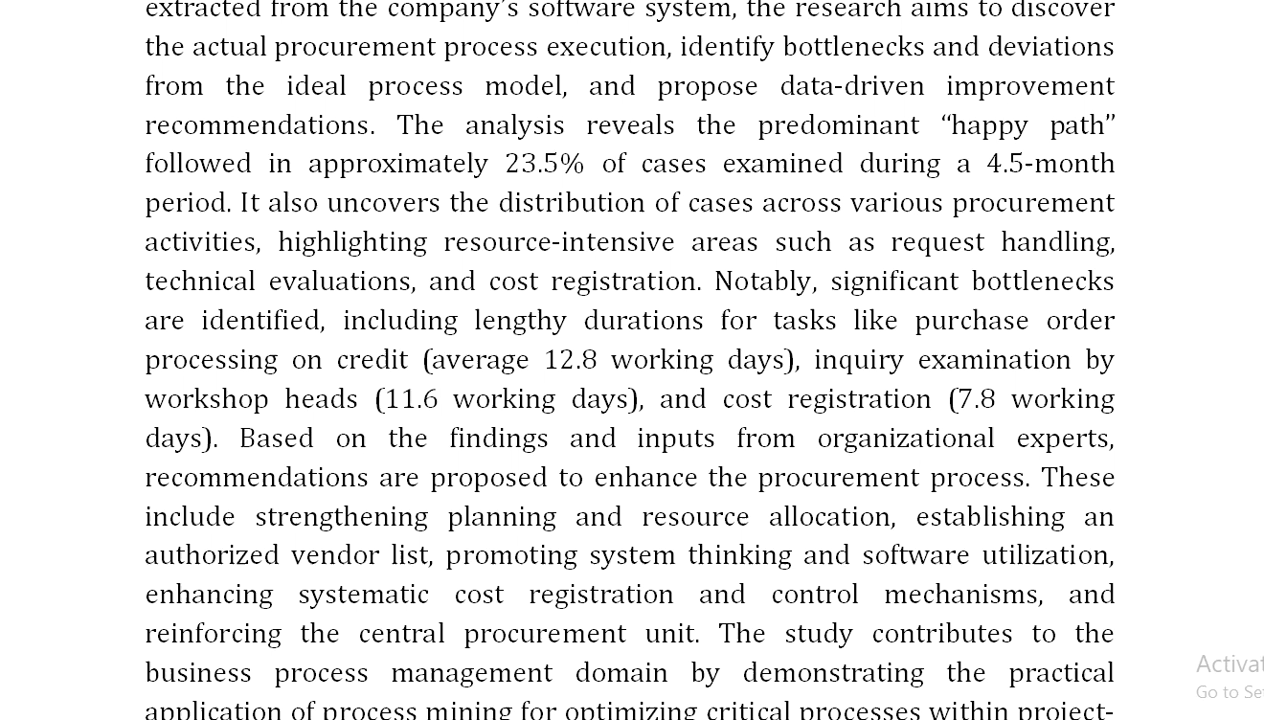 extracted from the company's software system, the research aims to discover
the actual procurement process execution, identify bottlenecks and deviations
from the ideal process model, and propose data-driven improvement
recommendations. The analysis reveals the predominant “happy path”
followed in approximately 23.5% of cases examined during a 4.5-month
period. It also uncovers the distribution of cases across various procurement
activities, highlighting resource-intensive areas such as request handling,
technical evaluations, and cost registration. Notably, significant bottlenecks
are identified, including lengthy durations for tasks like purchase order
processing on credit (average 12.8 working days), inquiry examination by
workshop heads (11.6 working days), and cost registration (7.8 working
days). Based on the findings and inputs from organizational experts,
recommendations are proposed to enhance the procurement process. These
include strengthening planning and resource allocation, establishing an
authorized vendor list, promoting system thinking and software utilization,
enhancing systematic cost registration and control mechanisms, and
reinforcing the central procurement unit. The study contributes to the
business process management domain by demonstrating the practical
application of process mining for optimizing critical processes within project-
Activat
Go to Se